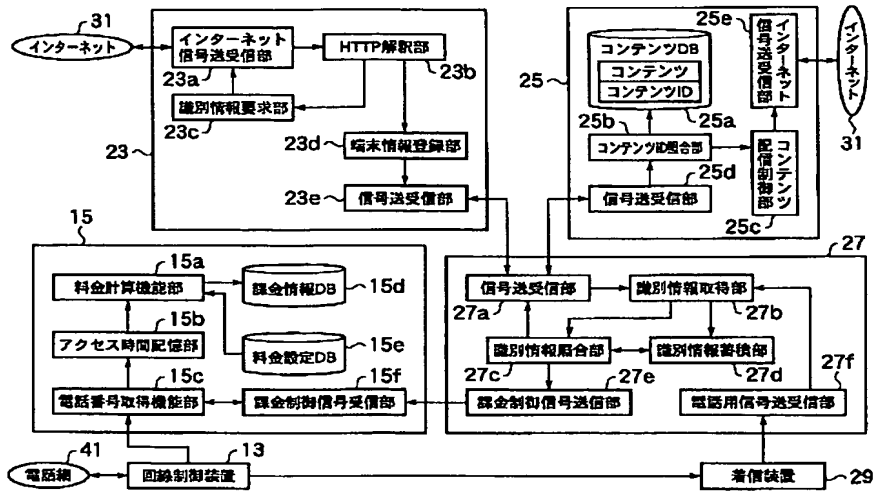 31
インターネット
インターネット
信号送受信部
23a
HTTP解釈部
23b
識別情報要求部
23c
23
23d
端末情報登録部
23e
信号送受信部
25
コンテンツDB
コンテンツ
コンテンツID
25a
25b
コンテンツID照合部
25d
信号送受信部
25e
インターネット
信号送受信部
コンテンツ
配信制御部
25c
インターネット
31
15
15a
料金計算機能部
課金情報DB
15d
15b
アクセス時間記憶部
料金設定DB
15e
15c
電話番号取得機能部
15f
課金制御信号受信部
27
信号送受信部
27a
識別情報取得部
27b
識別情報照合部
27c
識別情報蓄積部
27d
27e
課金制御信号送信部
27f
電話用信号送受信部
41
電話網
13
回線制御装置
着信装置
29